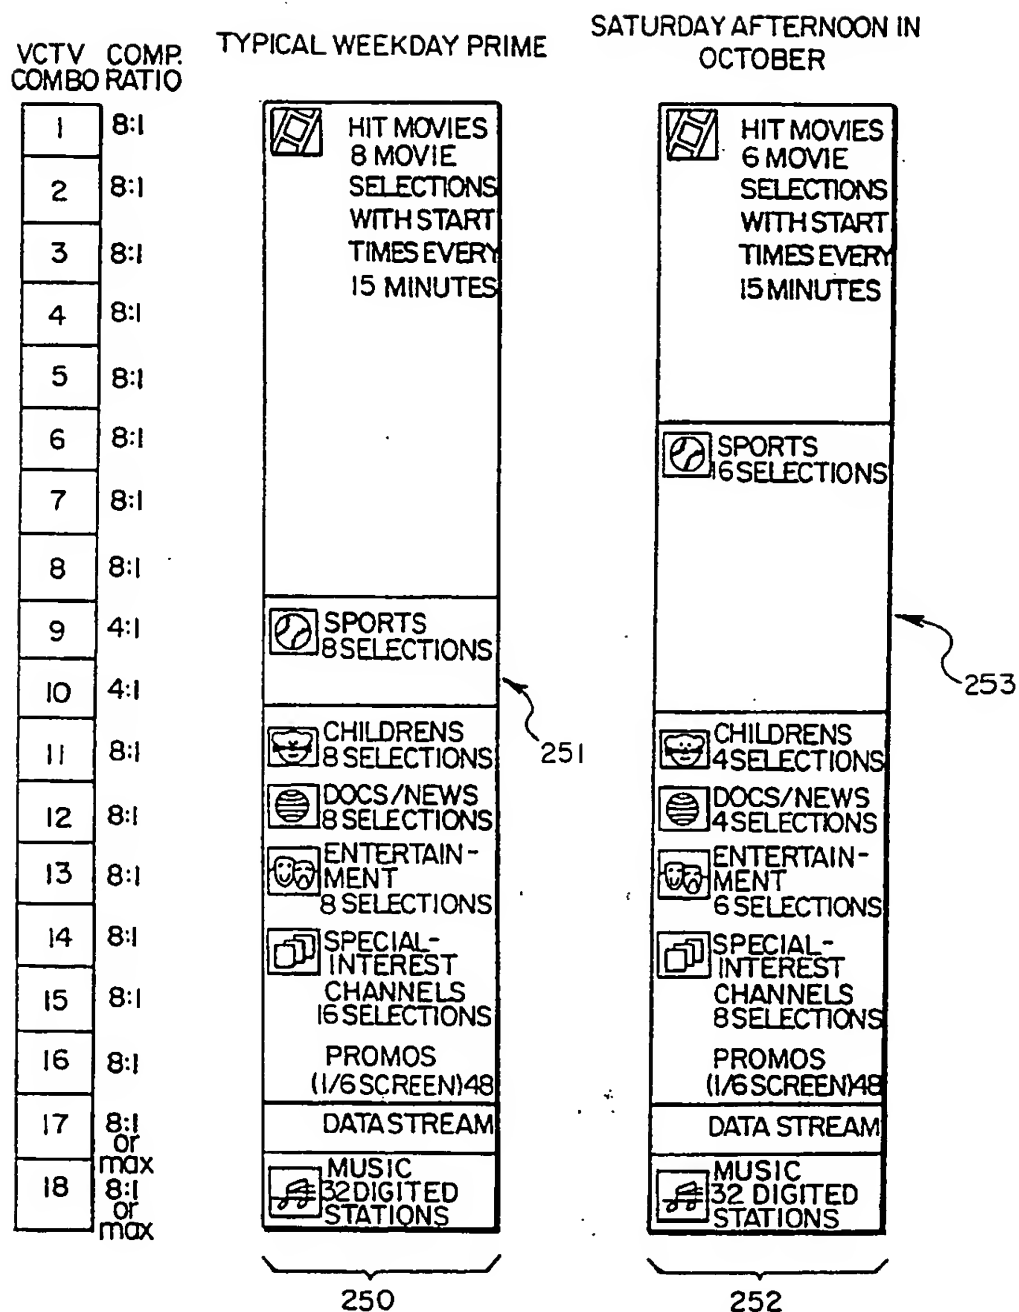 VCTV COMBO
COMP. RATIO
1 8:1
2 8:1
3 8:1
4 8:1
5 8:1
6 8:1
7 8:1
8 8:1
9 4:1
10 4:1
11 8:1
12 8:1
13 8:1
14 8:1
15 8:1
16 8:1
17 8:1
or
max
18 8:1
or
max
TYPICAL WEEKDAY PRIME
HIT MOVIES
8 MOVIE
SELECTIONS
WITH START
TIMES EVERY
15 MINUTES
SPORTS
8 SELECTIONS
251
CHILDRENS
8 SELECTIONS
DOCS/NEWS
8 SELECTIONS
ENTERTAIN-
MENT
8 SELECTIONS
SPECIAL-
INTEREST
CHANNELS
16 SELECTIONS
PROMOS
(1/6 SCREEN)48
DATA STREAM
MUSIC
32 DIGITED
STATIONS
250
SATURDAY AFTERNOON IN
OCTOBER
HIT MOVIES
6 MOVIE
SELECTIONS
WITH START
TIMES EVERY
15 MINUTES
SPORTS
16 SELECTIONS
253
CHILDRENS
4 SELECTIONS
DOCS/NEWS
4 SELECTIONS
ENTERTAIN-
MENT
6 SELECTIONS
SPECIAL-
INTEREST
CHANNELS
8 SELECTIONS
PROMOS
(1/6 SCREEN)48
DATA STREAM
MUSIC
32 DIGITED
STATIONS
252